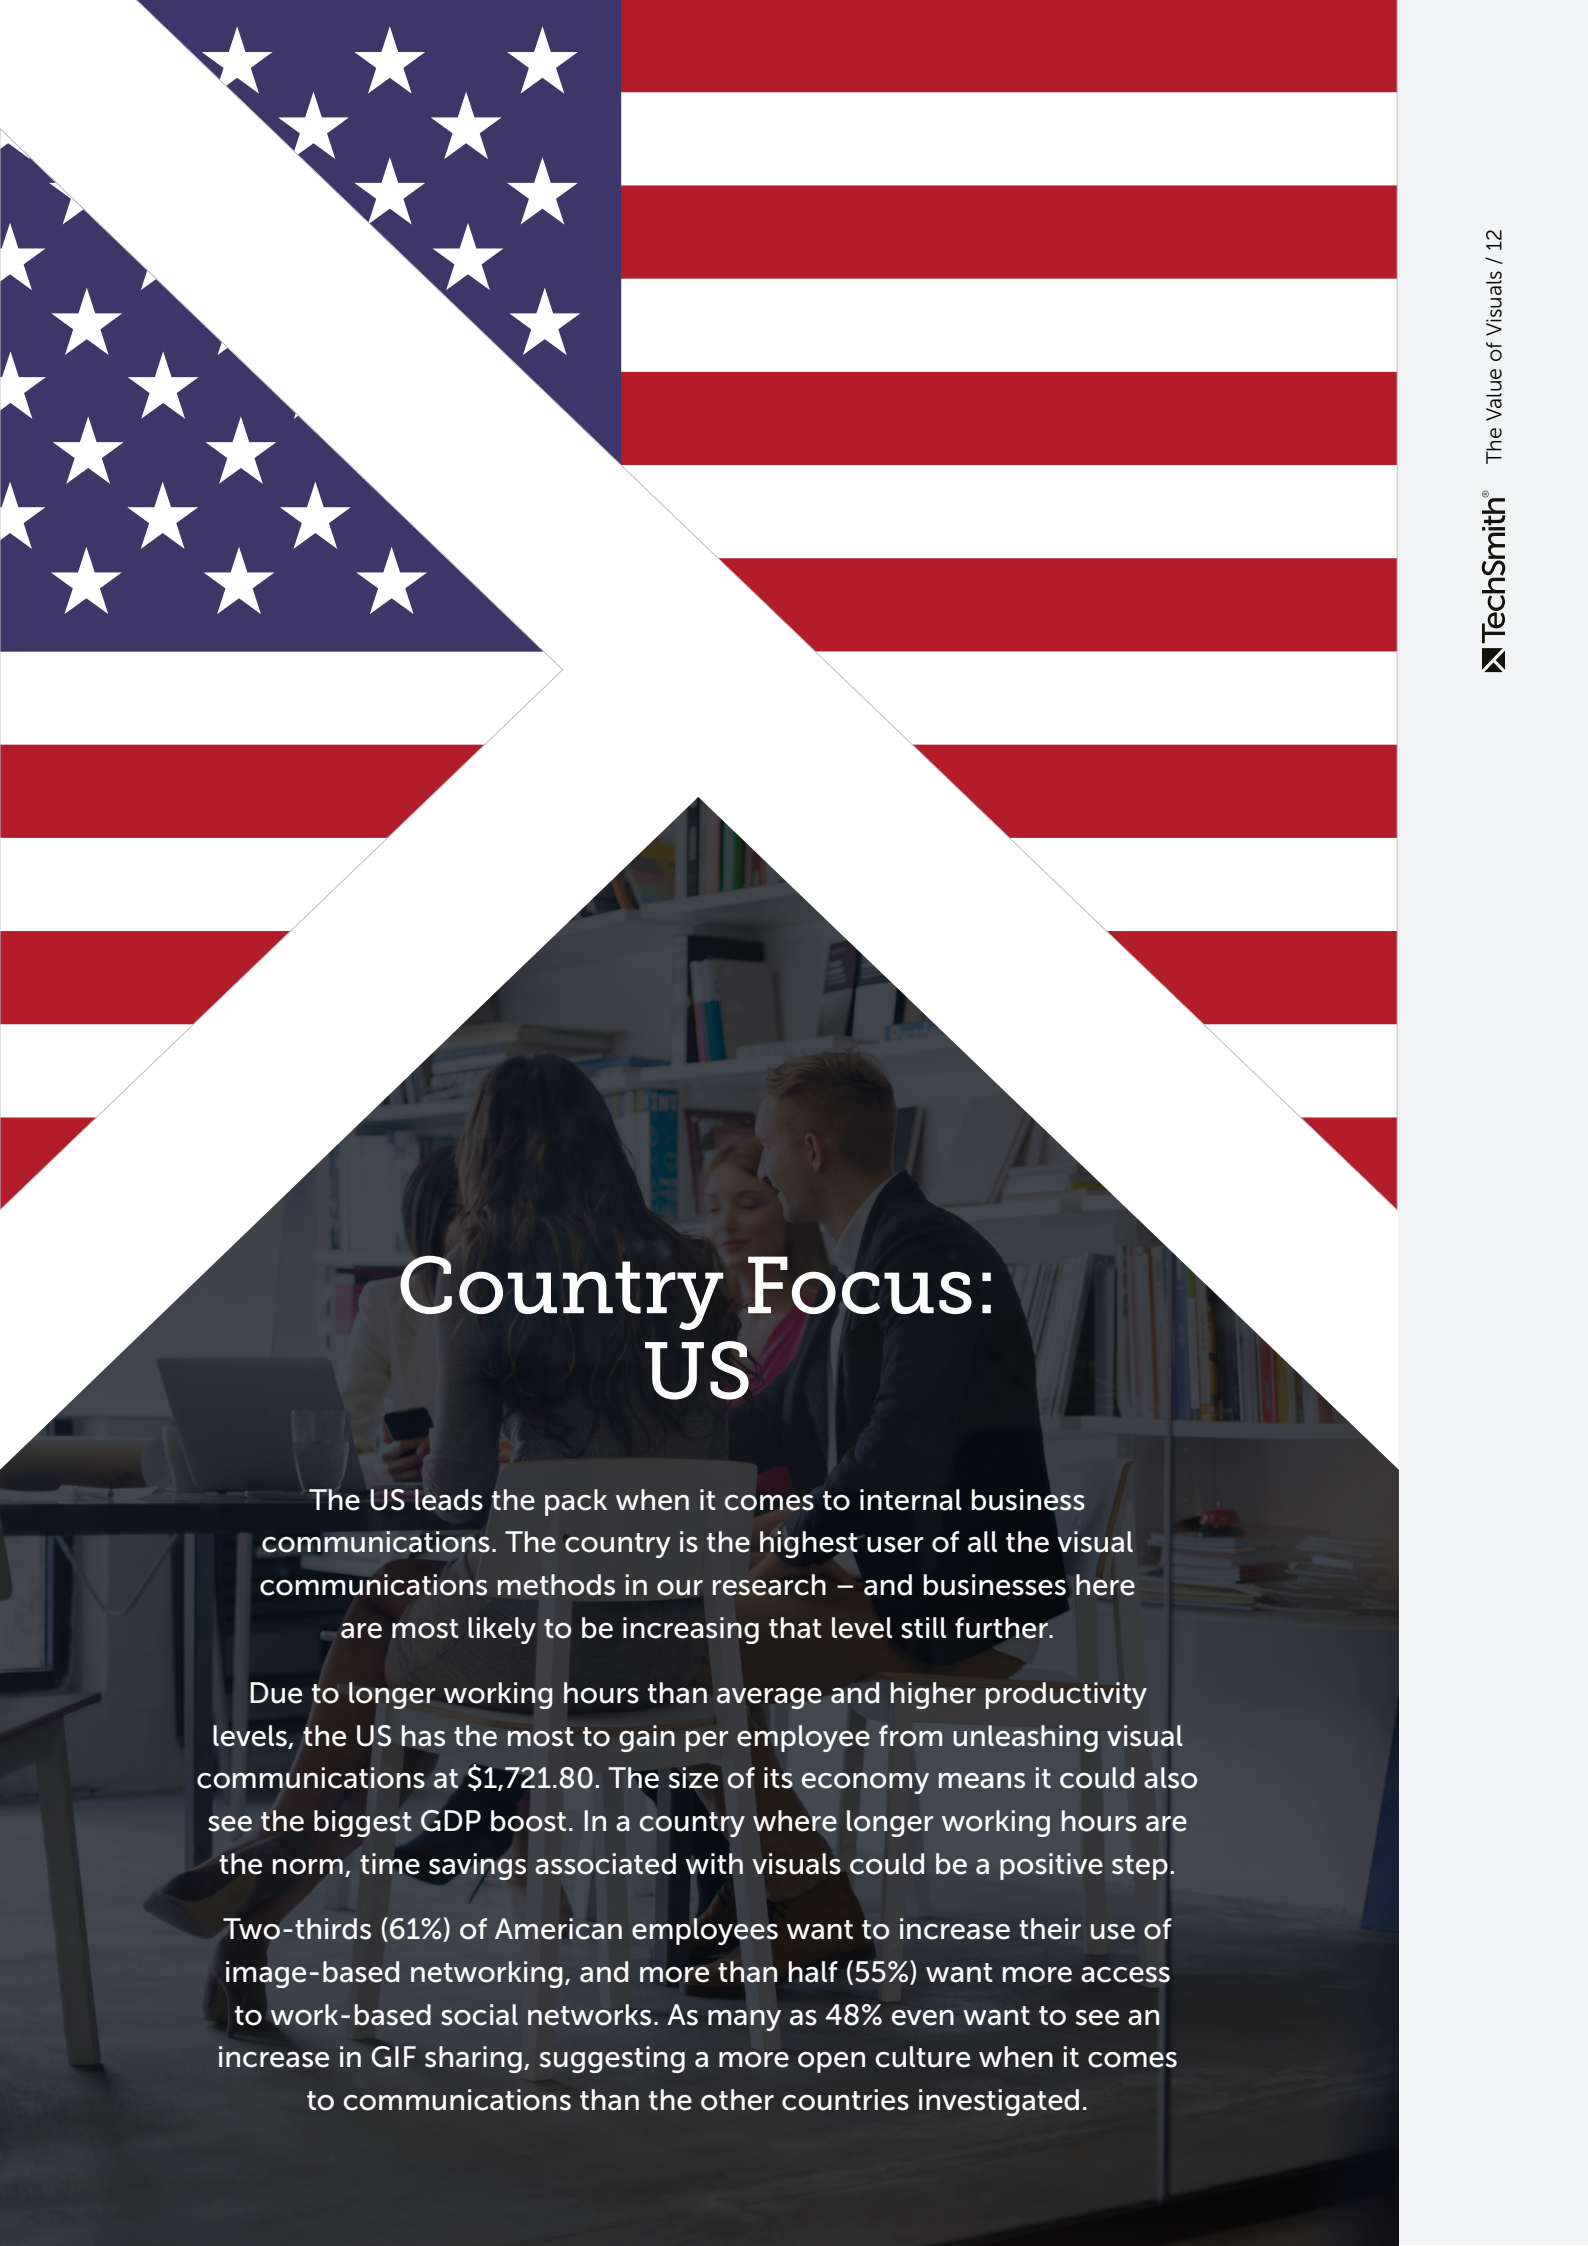 The Value of Visuals / 12
TechSmith®
Country Focus:
US
The US leads the pack when it comes to internal business
communications. The country is the highest user of all the visual
communications methods in our research – and businesses here
are most likely to be increasing that level still further.
Due to longer working hours than average and higher productivity
levels, the US has the most to gain per employee from unleashing visual
communications at $1,721.80. The size of its economy means it could also
see the biggest GDP boost. In a country where longer working hours are
the norm, time savings associated with visuals could be a positive step.
Two-thirds (61%) of American employees want to increase their use of
image-based networking, and more than half (55%) want more access
to work-based social networks. As many as 48% even want to see an
increase in GIF sharing, suggesting a more open culture when it comes
to communications than the other countries investigated.